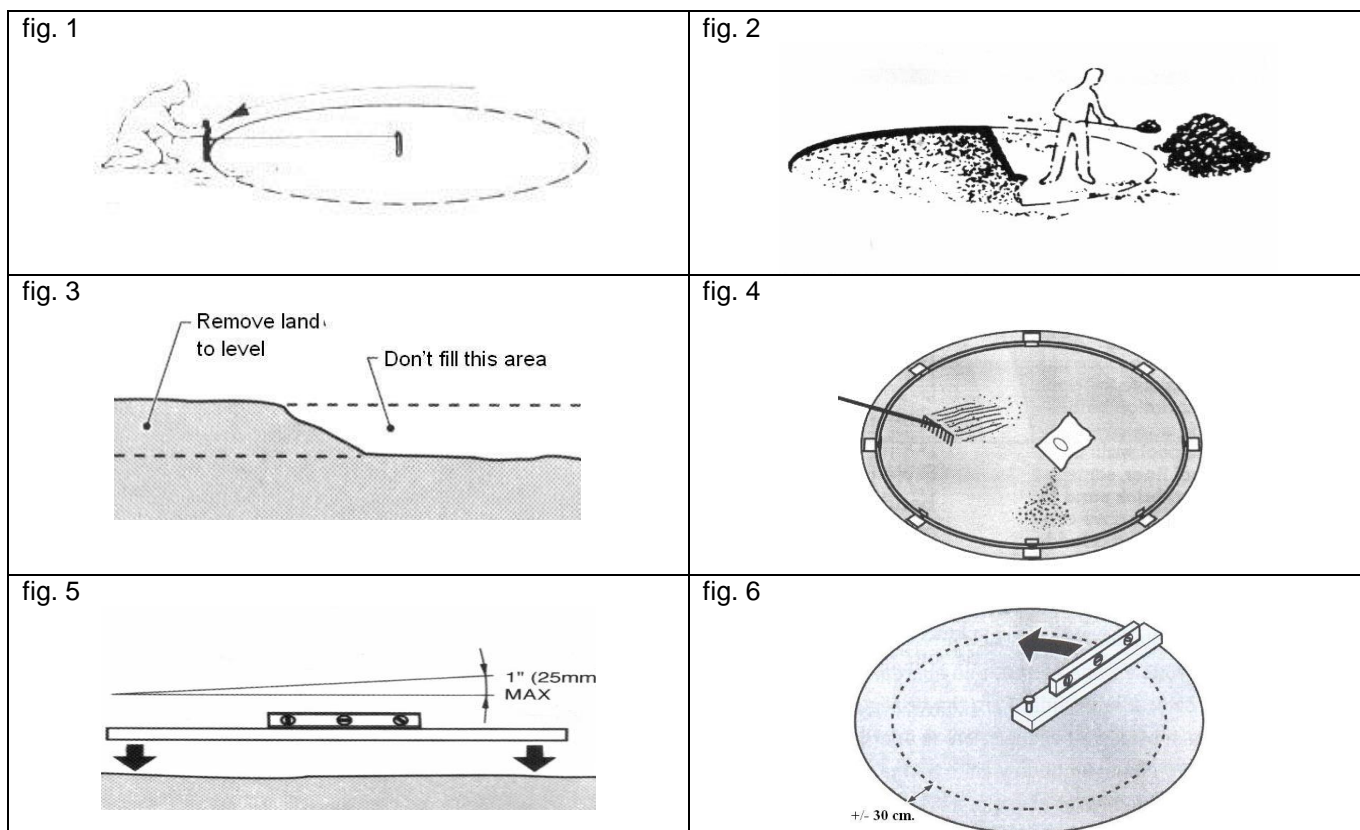 fig. 1
fig. 2
fig. 3
Remove land
to level
Don't fill this area
fig. 4
fig. 5
1" (25mm
MAX
fig. 6
+/- 30 cm.